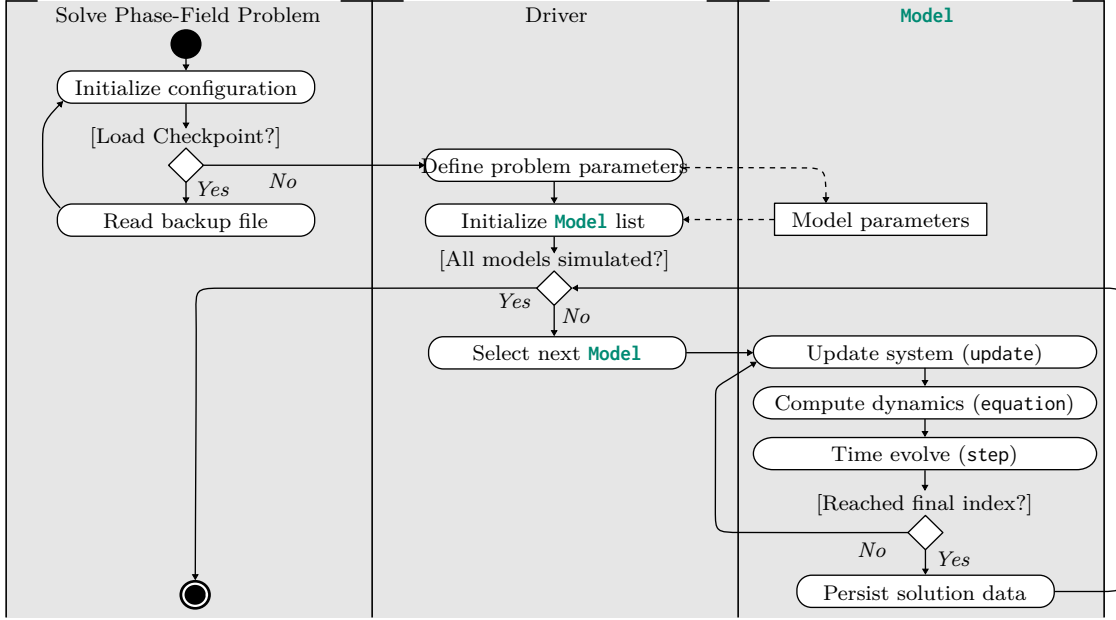 Solve Phase-Field Problem
Driver
Model
Initialize configuration
[Load Checkpoint?]
Yes
No
Read backup file
Define problem parameters
Initialize Model list
Model parameters
[All models simulated?]
Yes
No
Select next Model
Update system (update)
Compute dynamics (equation)
Time evolve (step)
[Reached final index?]
No
Yes
Persist solution data